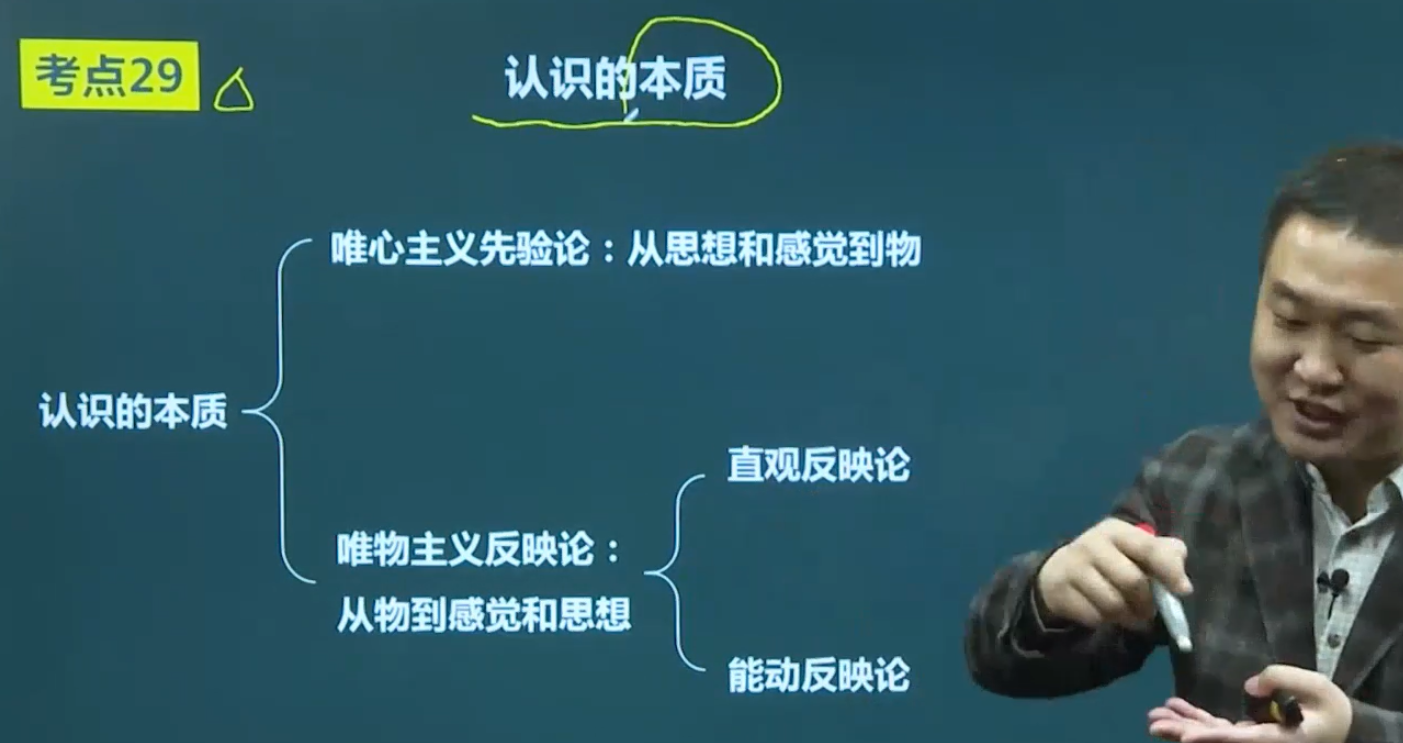 考点29
认识的本质
唯心主义先验论：从思想和感觉到物
认识的本质
直观反映论
唯物主义反映论：
从物到感觉和思想
能动反映论